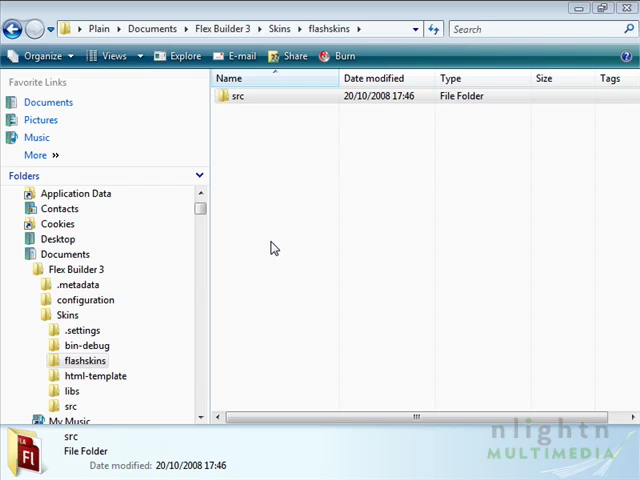 Plain ▸ Documents ▸ Flex Builder 3 ▸ Skins ▸ flashskins ▸
Search
Organize Views Explore E-mail Share Burn
Favorite Links
Documents
Pictures
Music
More »
Folders
Application Data
Contacts
Cookies
Desktop
Documents
Flex Builder 3
.metadata
configuration
Skins
.settings
bin-debug
flashskins
html-template
libs
src
My Music
Name Date modified Type Size Tags
src 20/10/2008 17:46 File Folder
FLA
Fl
src
File Folder
Date modified: 20/10/2008 17:46
nlightn
MULTIMEDIA